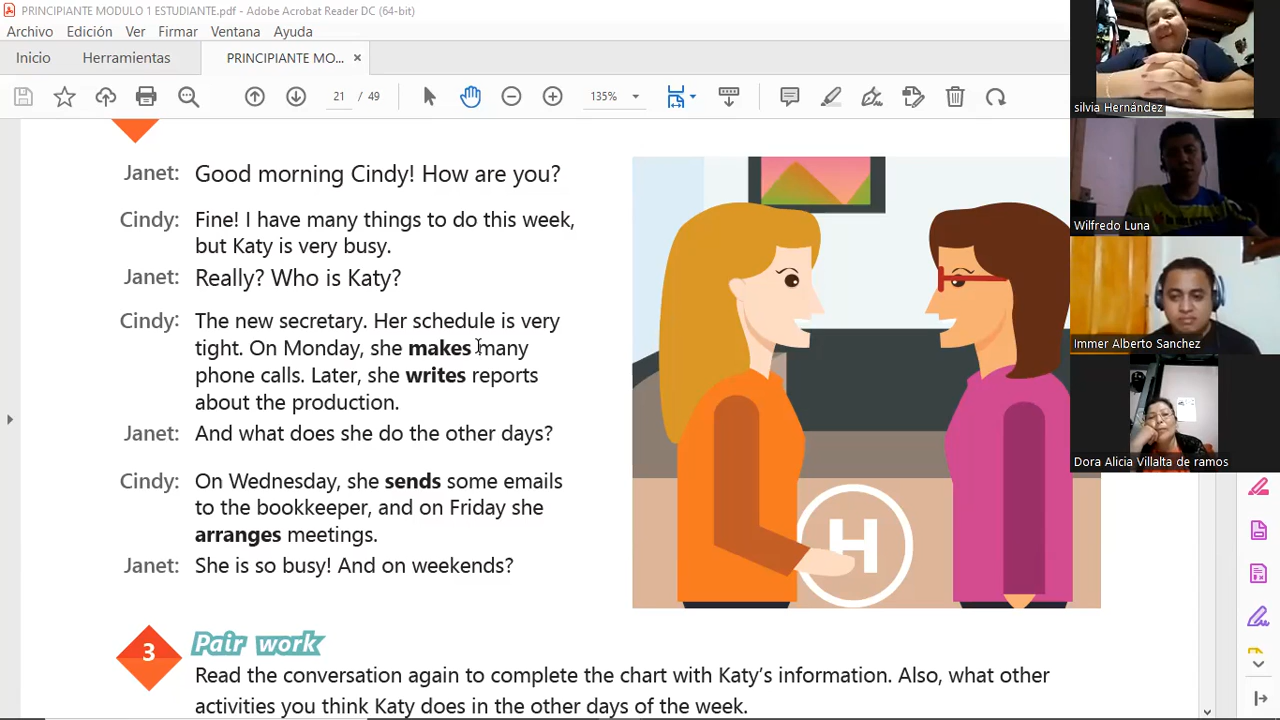 PRINCIPIANTE MODULO 1 ESTUDIANTE.pdf - Adobe Acrobat Reader DC (64-bit)
Archivo Edición Ver Firmar Ventana Ayuda
Inicio Herramientas PRINCIPIANTE MO... ×
21 / 49 135%
Janet: Good morning Cindy! How are you?
Cindy: Fine! I have many things to do this week,
but Katy is very busy.
Janet: Really? Who is Katy?
Cindy: The new secretary. Her schedule is very
tight. On Monday, she makes many
phone calls. Later, she writes reports
about the production.
Janet: And what does she do the other days?
Cindy: On Wednesday, she sends some emails
to the bookkeeper, and on Friday she
arranges meetings.
Janet: She is so busy! And on weekends?
H
3 Pair work
Read the conversation again to complete the chart with Katy's information. Also, what other
activities you think Katy does in the other days of the week.
silvia Hernández
Wilfredo Luna
Immer Alberto Sanchez
Dora Alicia Villalta de ramos